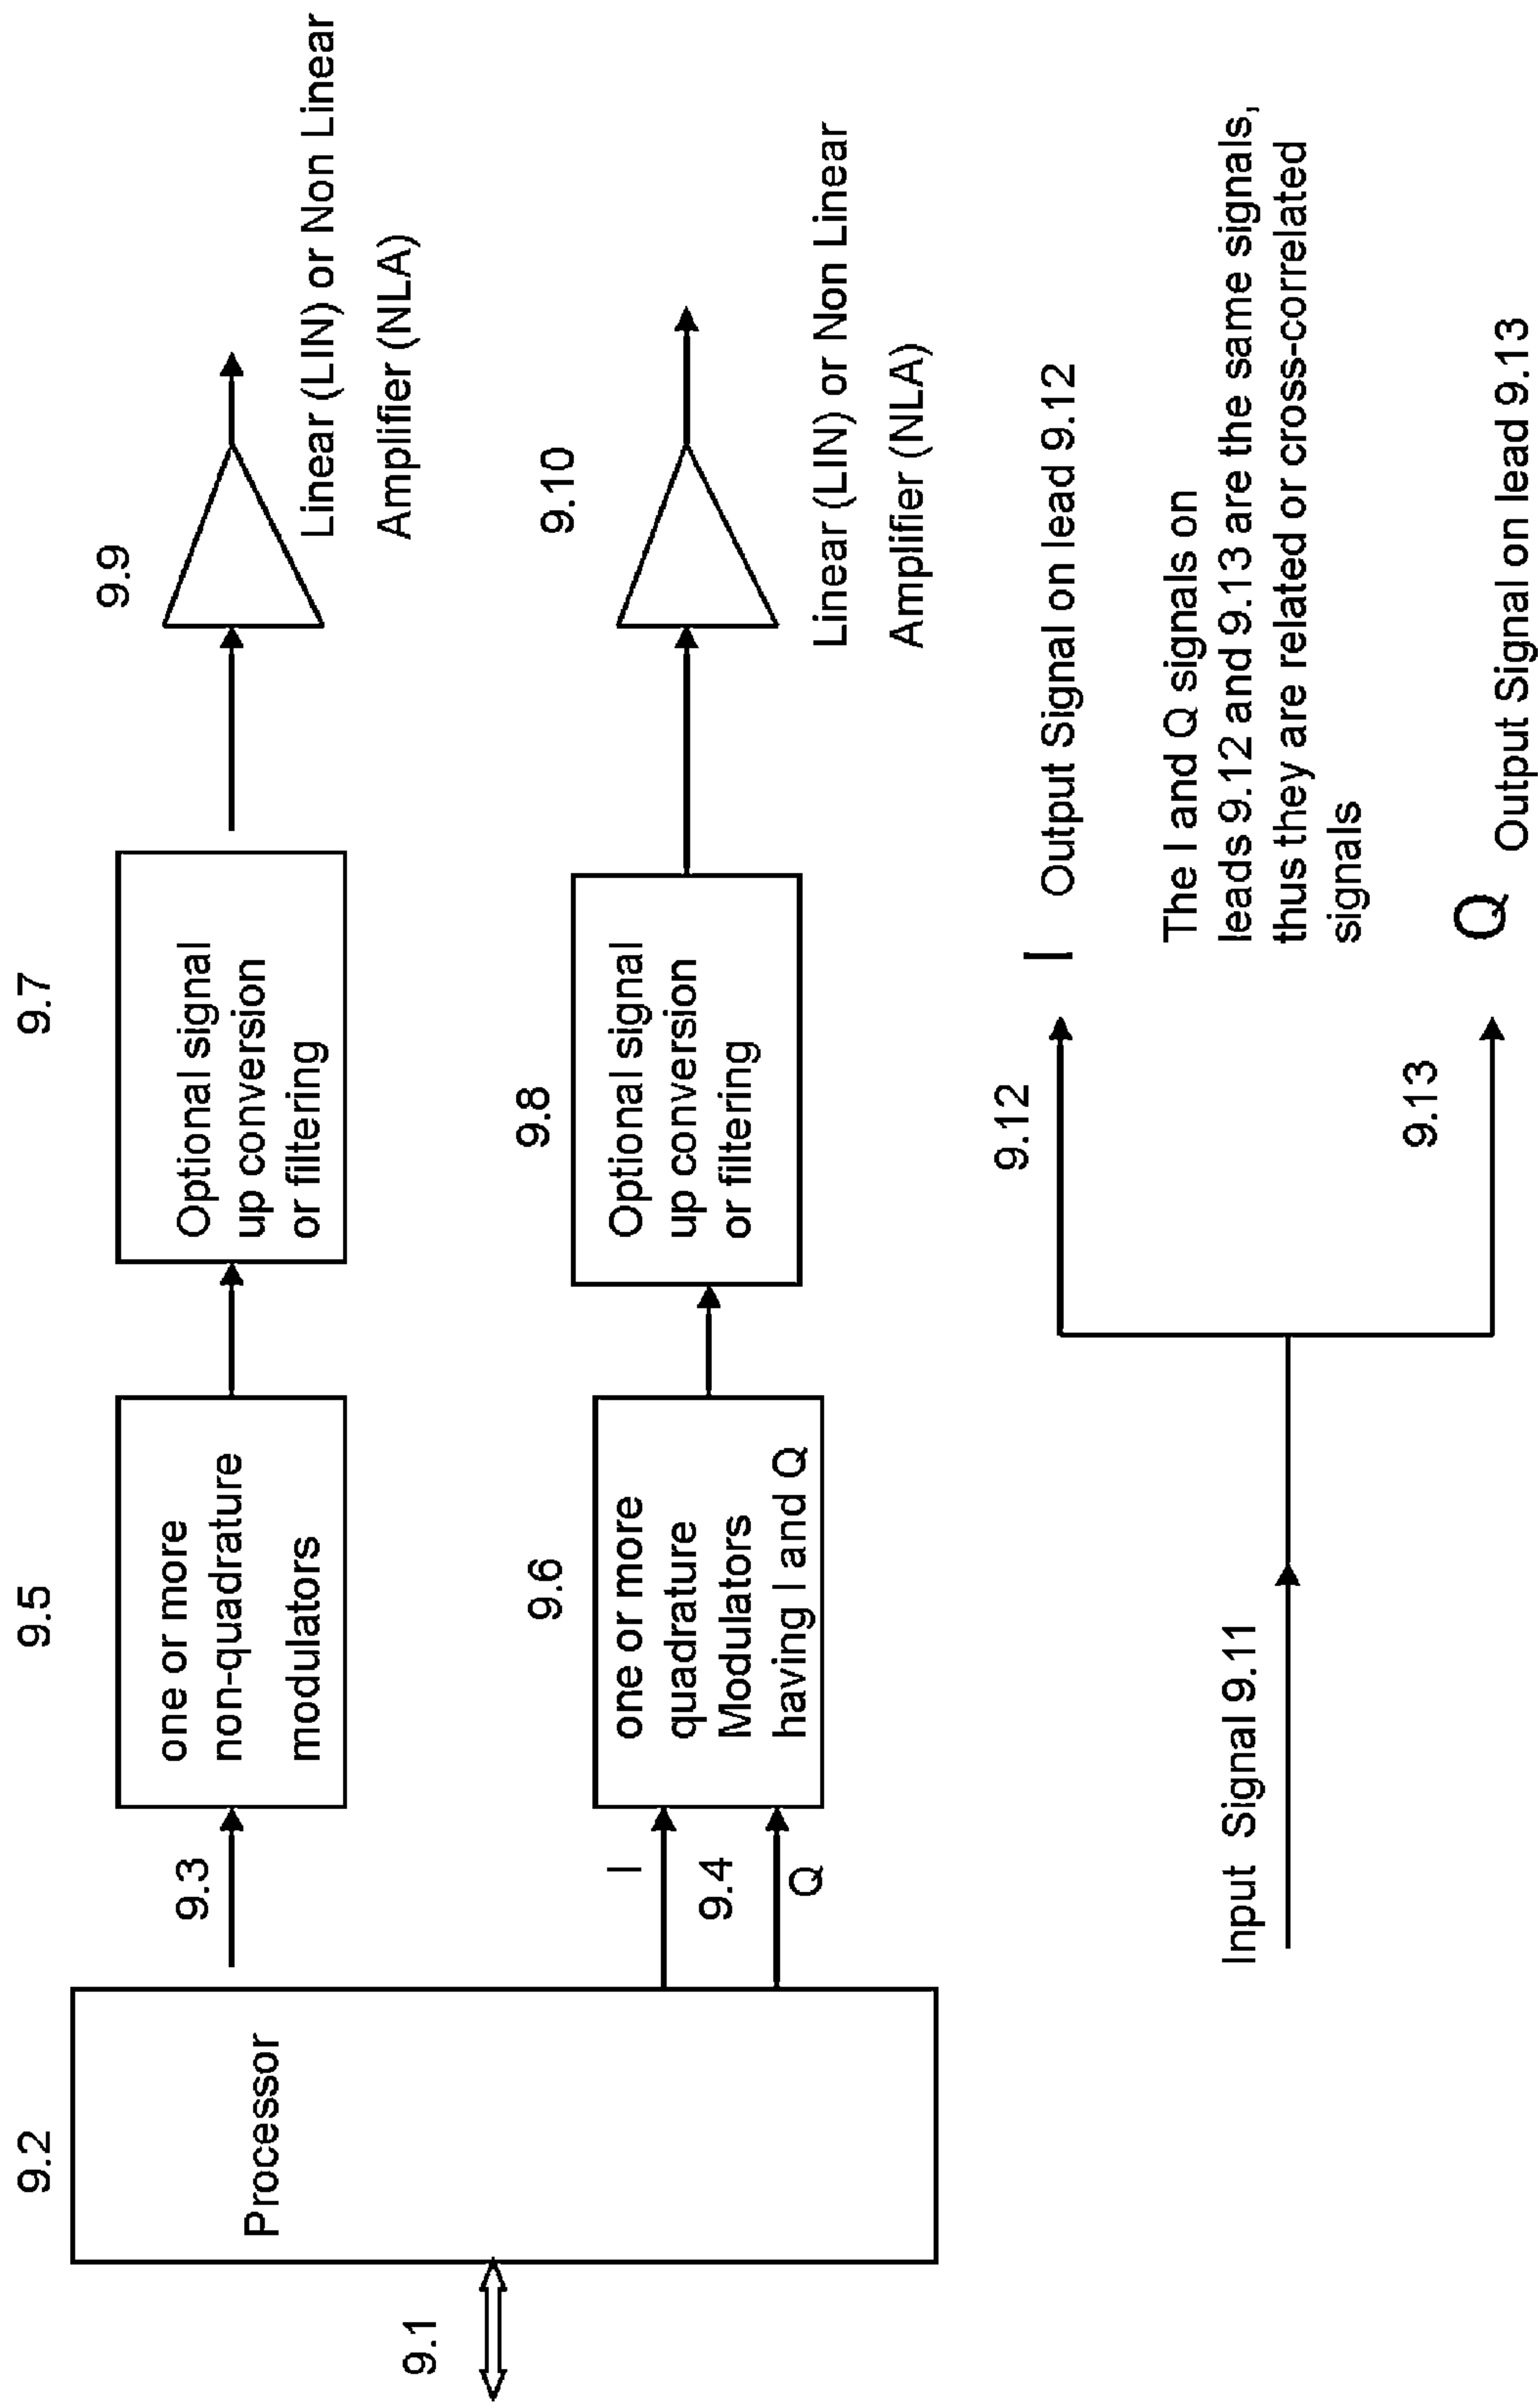 9.2
9.5
9.7
9.9
9.1
Processor
9.3
one or more
non-quadrature
modulators
Optional signal
up conversion
or filtering
Linear (LIN) or Non Linear
Amplifier (NLA)
9.6
9.8
9.10
I
9.4
Q
one or more
quadrature
Modulators
having I and Q
Optional signal
up conversion
or filtering
Linear (LIN) or Non Linear
Amplifier (NLA)
Input Signal 9.11
9.12
I Output Signal on lead 9.12
The I and Q signals on
leads 9.12 and 9.13 are the same signals,
thus they are related or cross-correlated
signals
9.13
Q Output Signal on lead 9.13